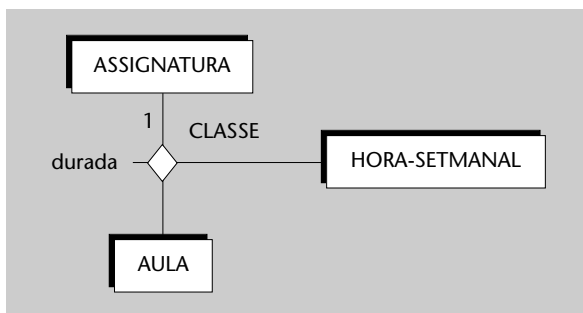 ASSIGNATURA
1
CLASSE
durada
HORA-SETMANAL
AULA